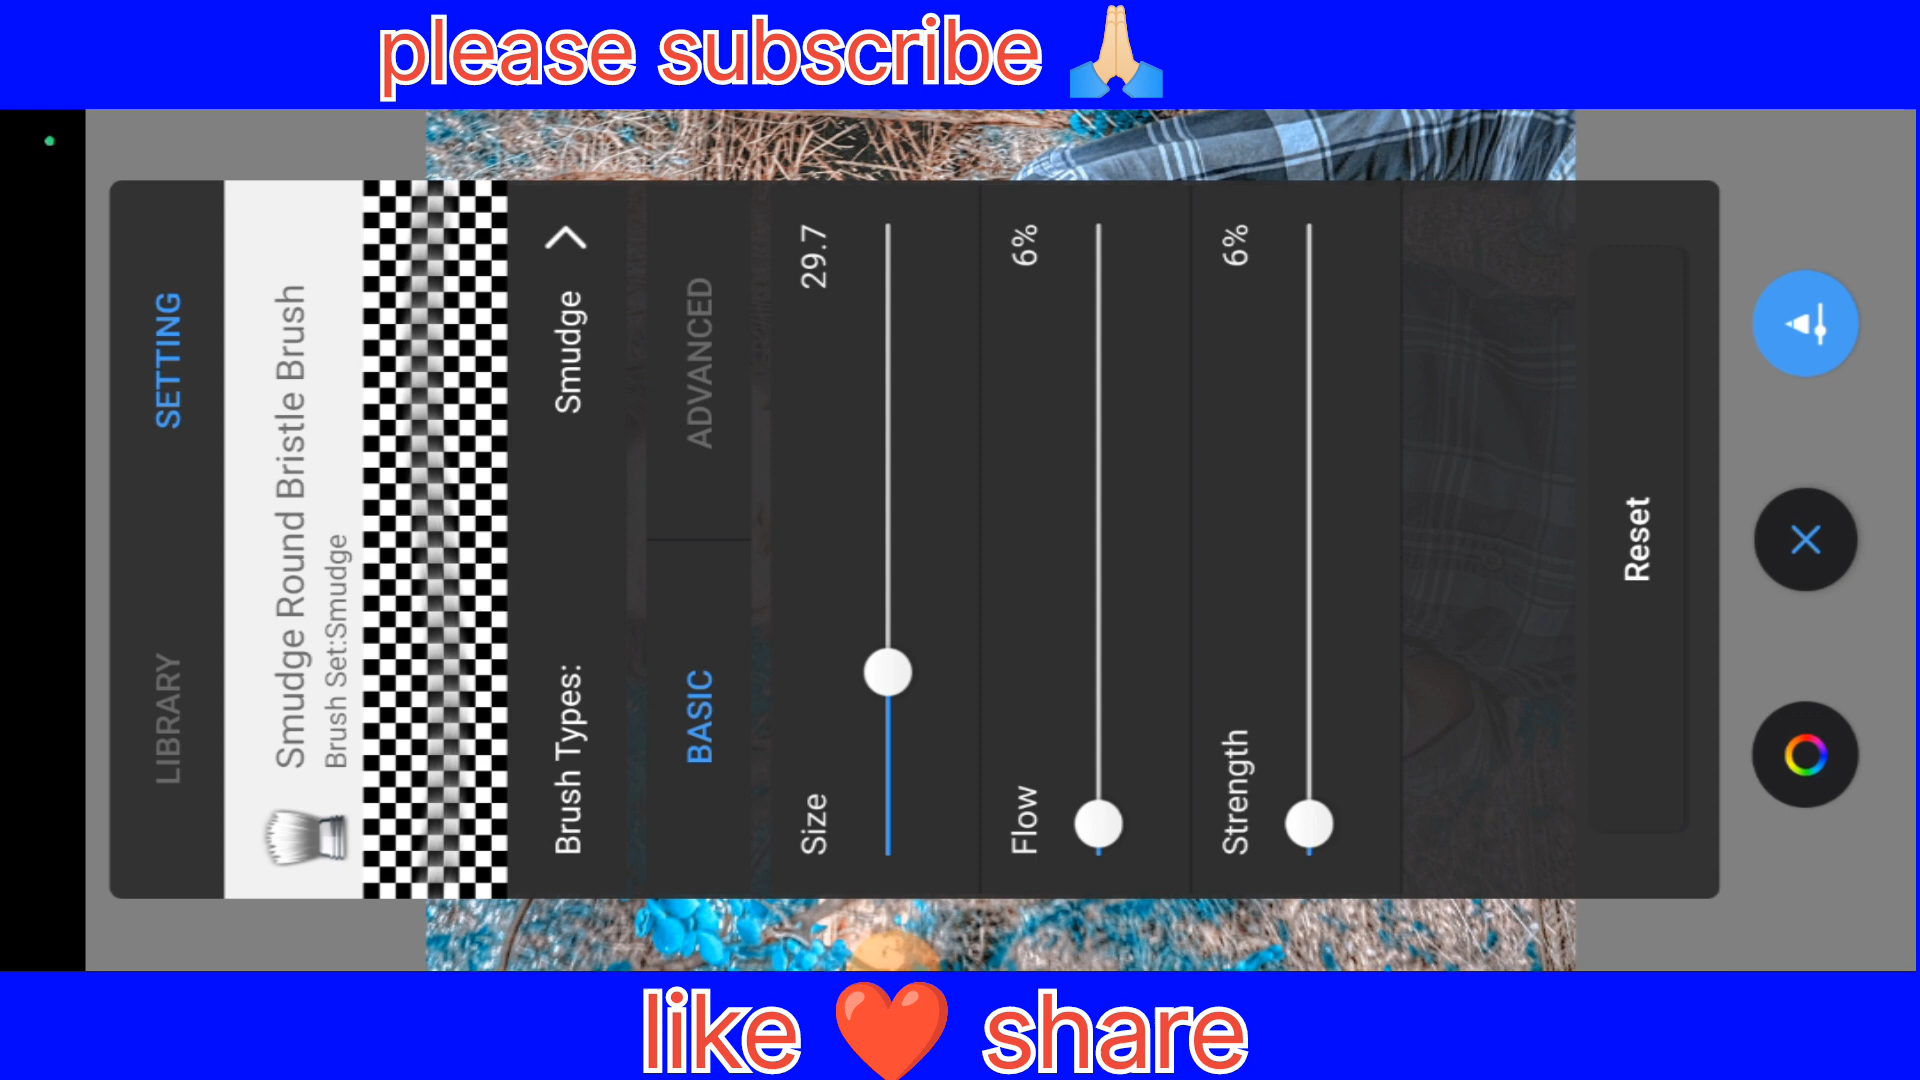 please subscribe 🙏🏻
LIBRARY SETTING
Smudge Round Bristle Brush
Brush Set:Smudge
Brush Types: Smudge
BASIC ADVANCED
Size 29.7
Flow 6%
Strength 6%
Reset
like ❤️ share